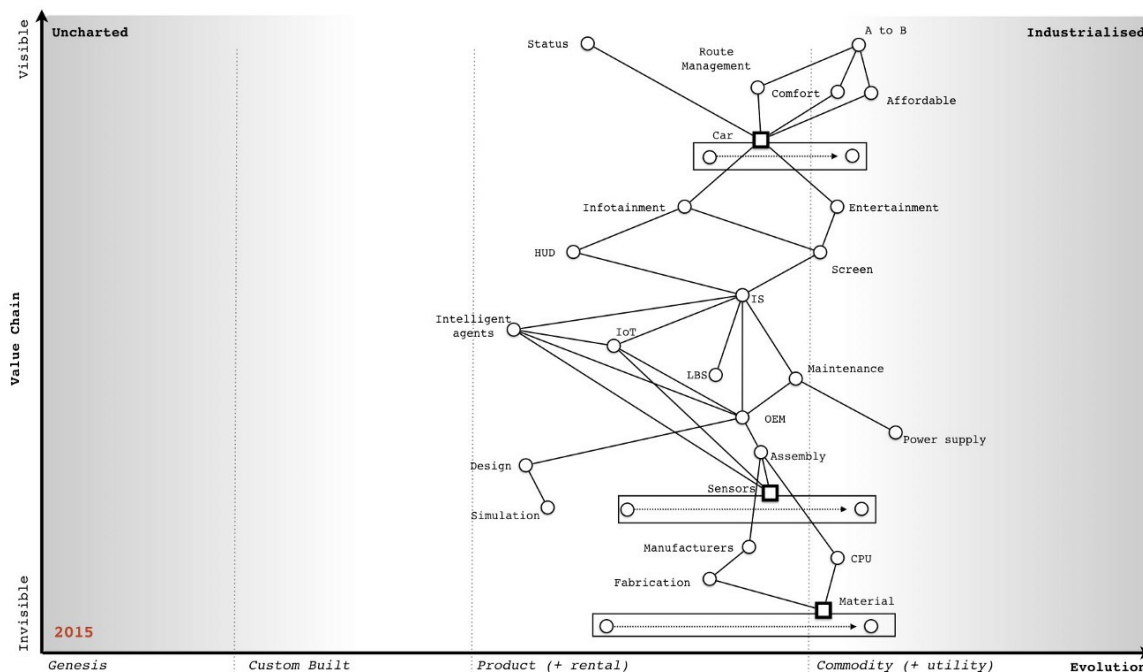 Uncharted
Industrialised
Visible
Value Chain
Invisible
Status
A to B
Route
Management
Comfort
Affordable
Car
Infotainment
Entertainment
HUD
Screen
IS
Intelligent
agents
IoT
LBS
Maintenance
OEM
Power supply
Assembly
Design
Sensors
Simulation
Manufacturers
CPU
Fabrication
Material
2015
Genesis
Custom Built
Product (+ rental)
Commodity (+ utility)
Evolution